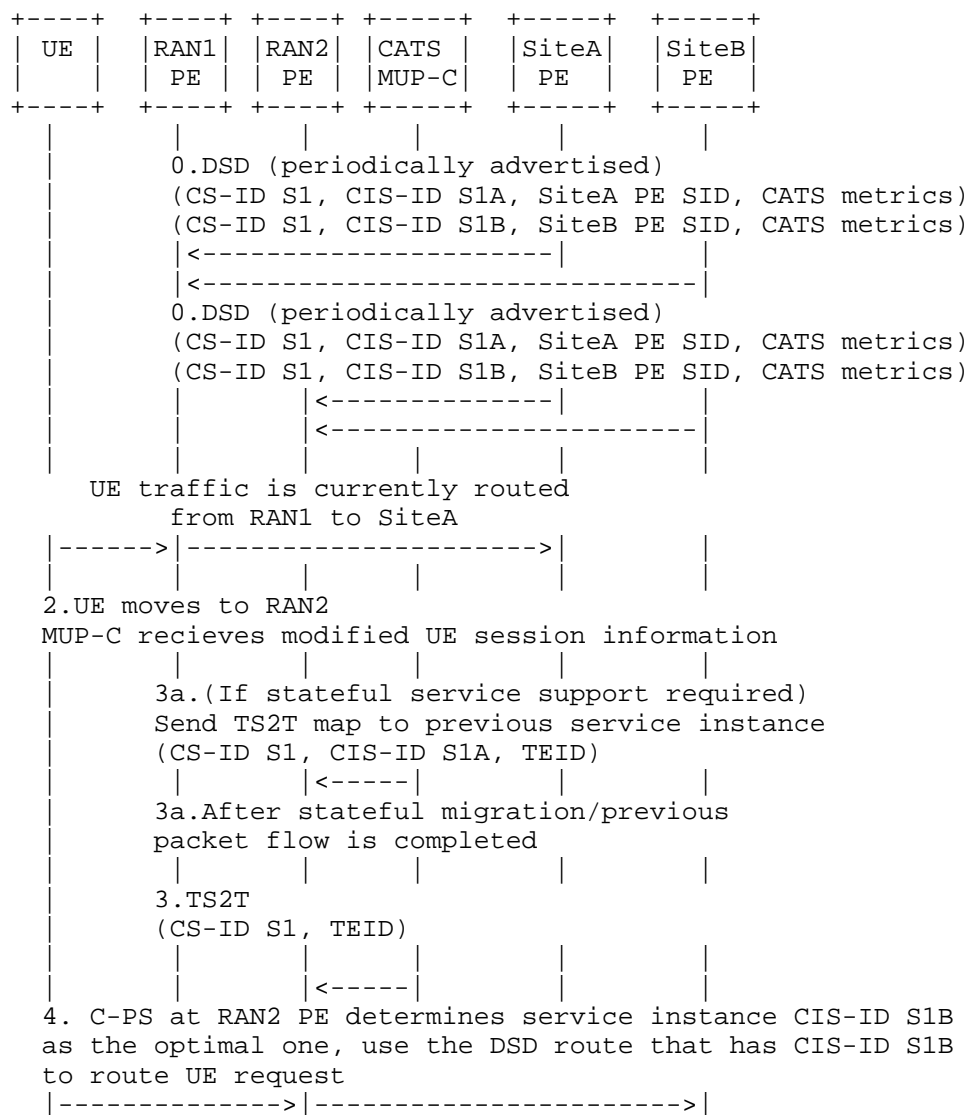 UE RAN1 RAN2 CATS SiteA SiteB
PE PE MUP-C PE PE
0.DSD (periodically advertised)
(CS-ID S1, CIS-ID S1A, SiteA PE SID, CATS metrics)
(CS-ID S1, CIS-ID S1B, SiteB PE SID, CATS metrics)
0.DSD (periodically advertised)
(CS-ID S1, CIS-ID S1A, SiteA PE SID, CATS metrics)
(CS-ID S1, CIS-ID S1B, SiteB PE SID, CATS metrics)
UE traffic is currently routed
from RAN1 to SiteA
2.UE moves to RAN2
MUP-C recieves modified UE session information
3a.(If stateful service support required)
Send TS2T map to previous service instance
(CS-ID S1, CIS-ID S1A, TEID)
3a.After stateful migration/previous
packet flow is completed
3.TS2T
(CS-ID S1, TEID)
4. C-PS at RAN2 PE determines service instance CIS-ID S1B
as the optimal one, use the DSD route that has CIS-ID S1B
to route UE request